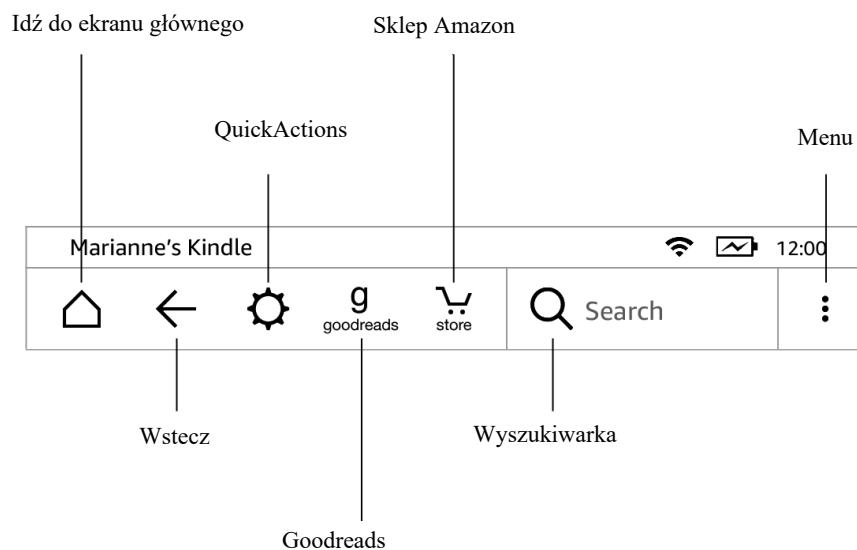 Idź do ekranu głównego
Sklep Amazon
QuickActions
Menu
Marianne's Kindle
12:00
g
goodreads
store
Search
Wstecz
Wyszukiwarka
Goodreads